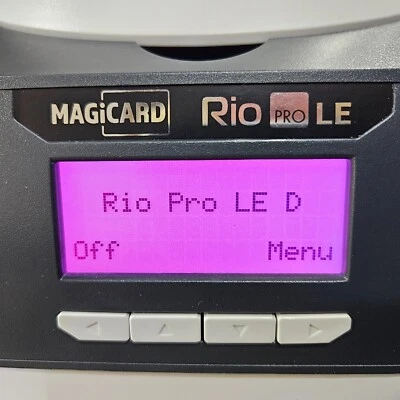 MAGiCARD Rio PRO LE
Rio Pro LE D
Off Menu